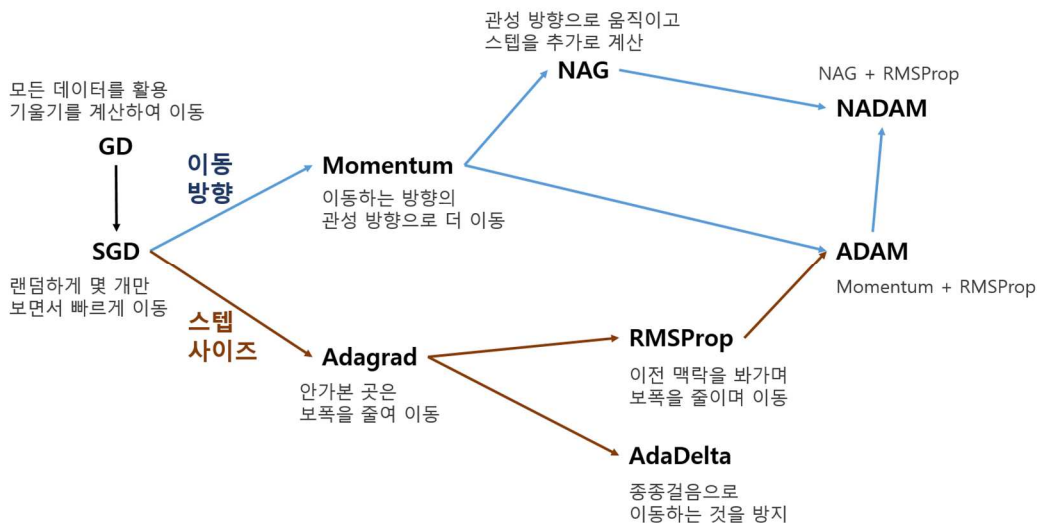 관성 방향으로 움직이고
스텝을 추가로 계산
NAG
NAG + RMSProp
NADAM
모든 데이터를 활용
기울기를 계산하여 이동
GD
이동
방향
Momentum
이동하는 방향의
관성 방향으로 더 이동
SGD
랜덤하게 몇 개만
보면서 빠르게 이동
ADAM
Momentum + RMSProp
스텝
사이즈
Adagrad
안가본 곳은
보폭을 줄여 이동
RMSProp
이전 맥락을 봐가며
보폭을 줄이며 이동
AdaDelta
종종걸음으로
이동하는 것을 방지